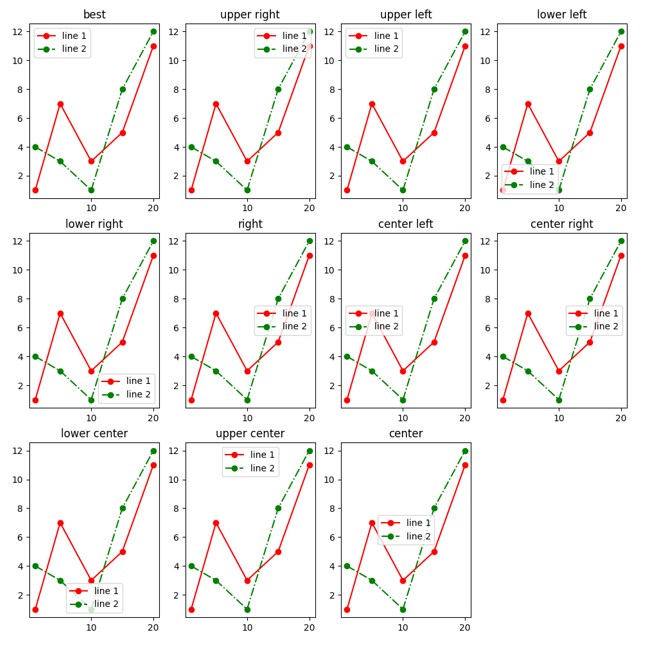 best
upper right
upper left
lower left
12
10
8
6
4
2
10
20
line 1
line 2
12
10
8
6
4
2
10
20
line 1
line 2
12
10
8
6
4
2
10
20
line 1
line 2
12
10
8
6
4
2
10
20
line 1
line 2
lower right
right
center left
center right
12
10
8
6
4
2
10
20
line 1
line 2
12
10
8
6
4
2
10
20
line 1
line 2
12
10
8
6
4
2
10
20
line 1
line 2
12
10
8
6
4
2
10
20
line 1
line 2
lower center
upper center
center
12
10
8
6
4
2
10
20
line 1
line 2
12
10
8
6
4
2
10
20
line 1
line 2
12
10
8
6
4
2
10
20
line 1
line 2